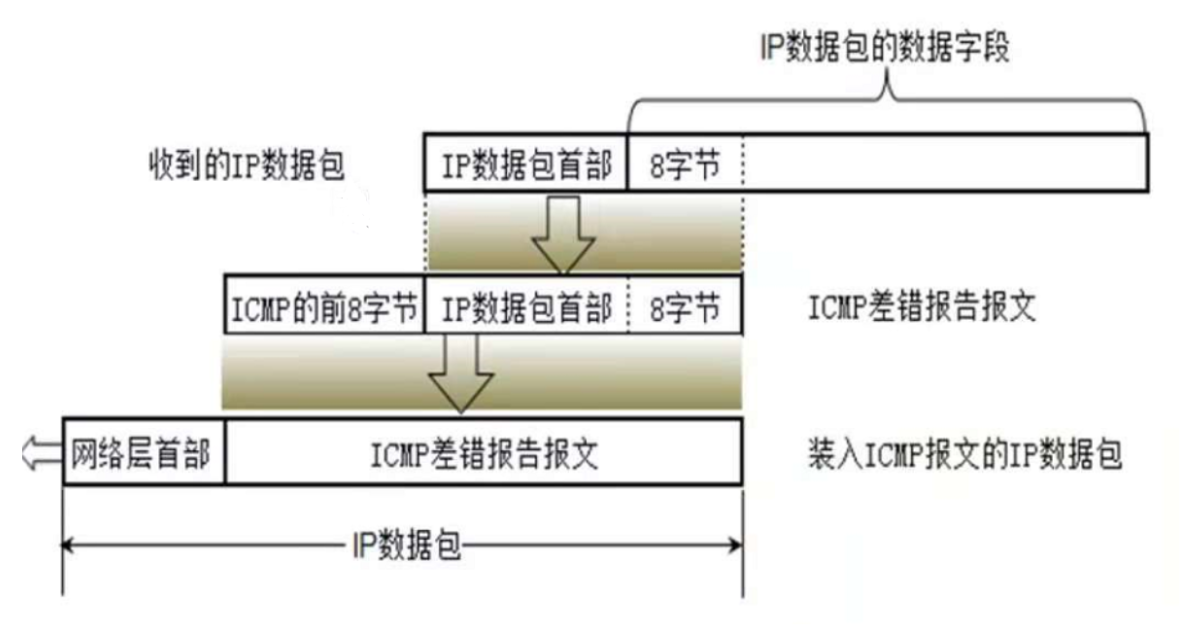 IP数据包的数据字段
收到的IP数据包
IP数据包首部
8字节
ICMP的前8字节
IP数据包首部
8字节
ICMP差错报告报文
网络层首部
ICMP差错报告报文
装入ICMP报文的IP数据包
IP数据包